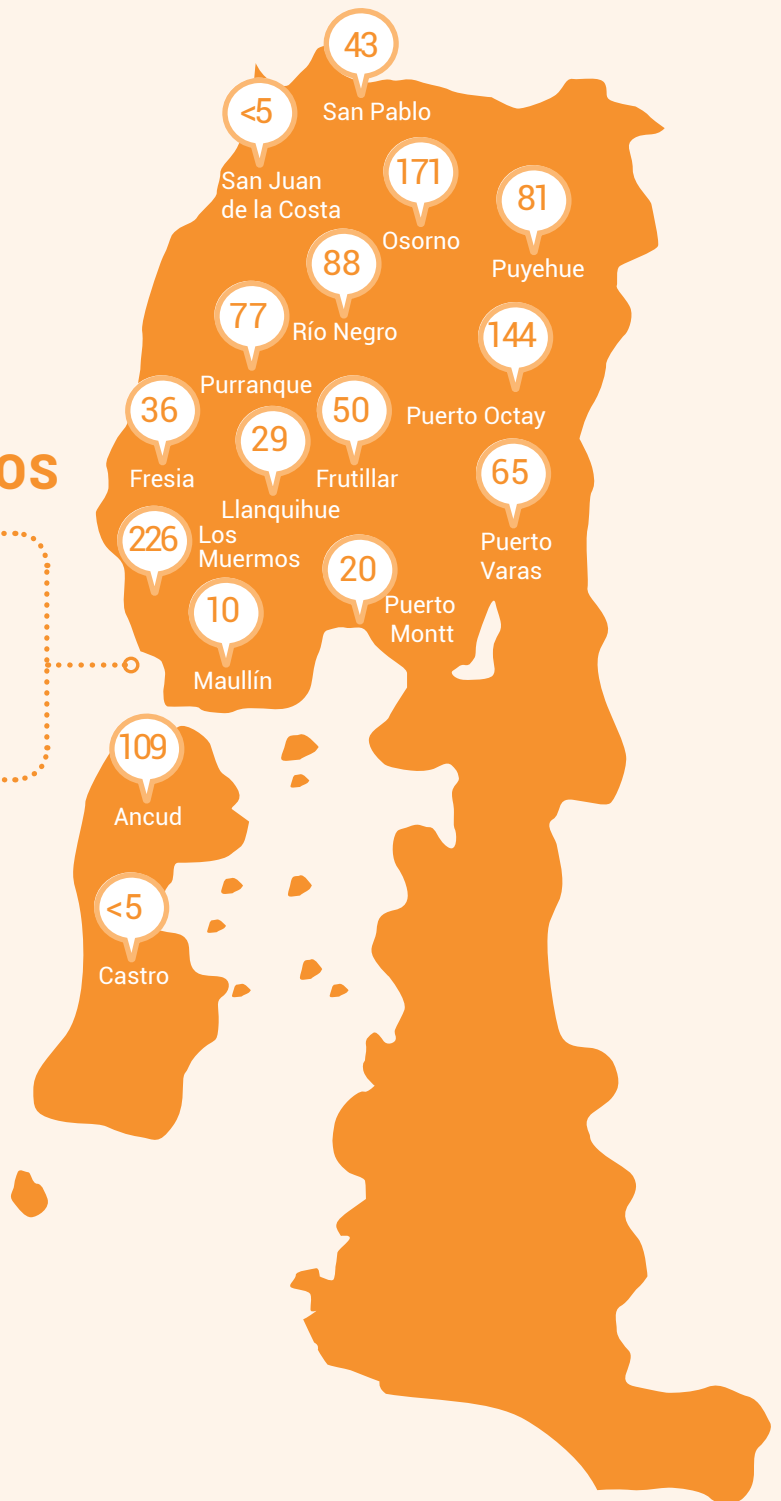 43
San Pablo
<5
San Juan
de la Costa
171
Osorno
81
Puyehue
88
Río Negro
77
Purranque
144
Puerto Octay
36
Fresia
29
Llanquihue
50
Frutillar
65
Puerto
Varas
os
226
Los
Muermos
20
Puerto
Montt
10
Maullín
109
Ancud
<5
Castro